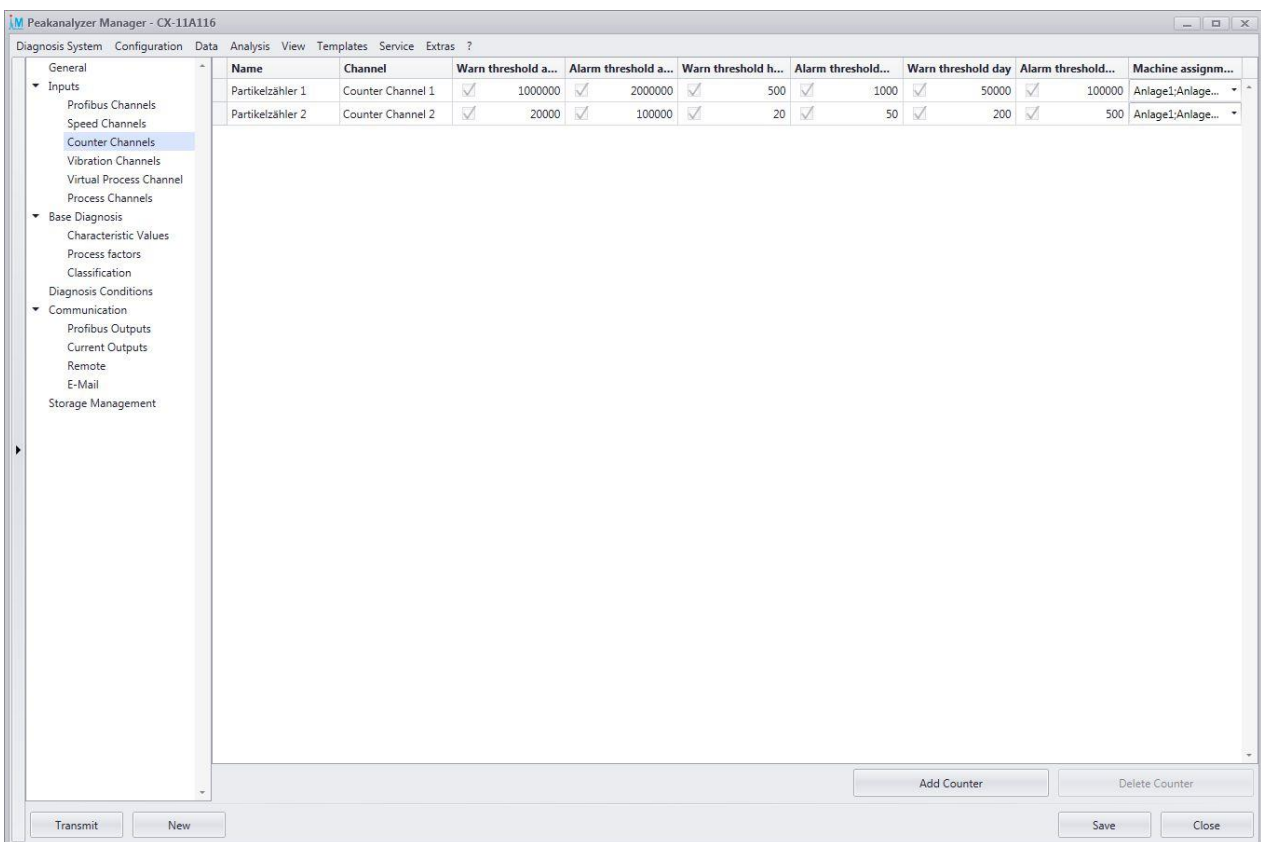 Peakanalyzer Manager - CX-11A116
Diagnosis System Configuration Data Analysis View Templates Service Extras ?
General
Inputs
Profibus Channels
Speed Channels
Counter Channels
Vibration Channels
Virtual Process Channel
Process Channels
Base Diagnosis
Characteristic Values
Process factors
Classification
Diagnosis Conditions
Communication
Profibus Outputs
Current Outputs
Remote
E-Mail
Storage Management
Name Channel Warn threshold a... Alarm threshold a... Warn threshold h... Alarm threshold... Warn threshold day Alarm threshold... Machine assignm...
Partikelzähler 1 Counter Channel 1 1000000 2000000 500 1000 50000 100000 Anlage1;Anlage...
Partikelzähler 2 Counter Channel 2 20000 100000 20 50 200 500 Anlage1;Anlage...
Add Counter Delete Counter
Transmit New Save Close